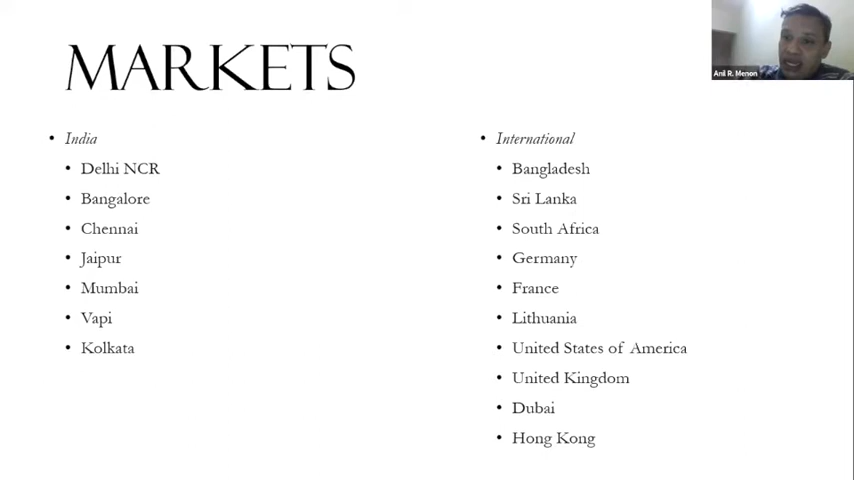 MARKETS
Anil R. Menon
• India
• Delhi NCR
• Bangalore
• Chennai
• Jaipur
• Mumbai
• Vapi
• Kolkata
• International
• Bangladesh
• Sri Lanka
• South Africa
• Germany
• France
• Lithuania
• United States of America
• United Kingdom
• Dubai
• Hong Kong